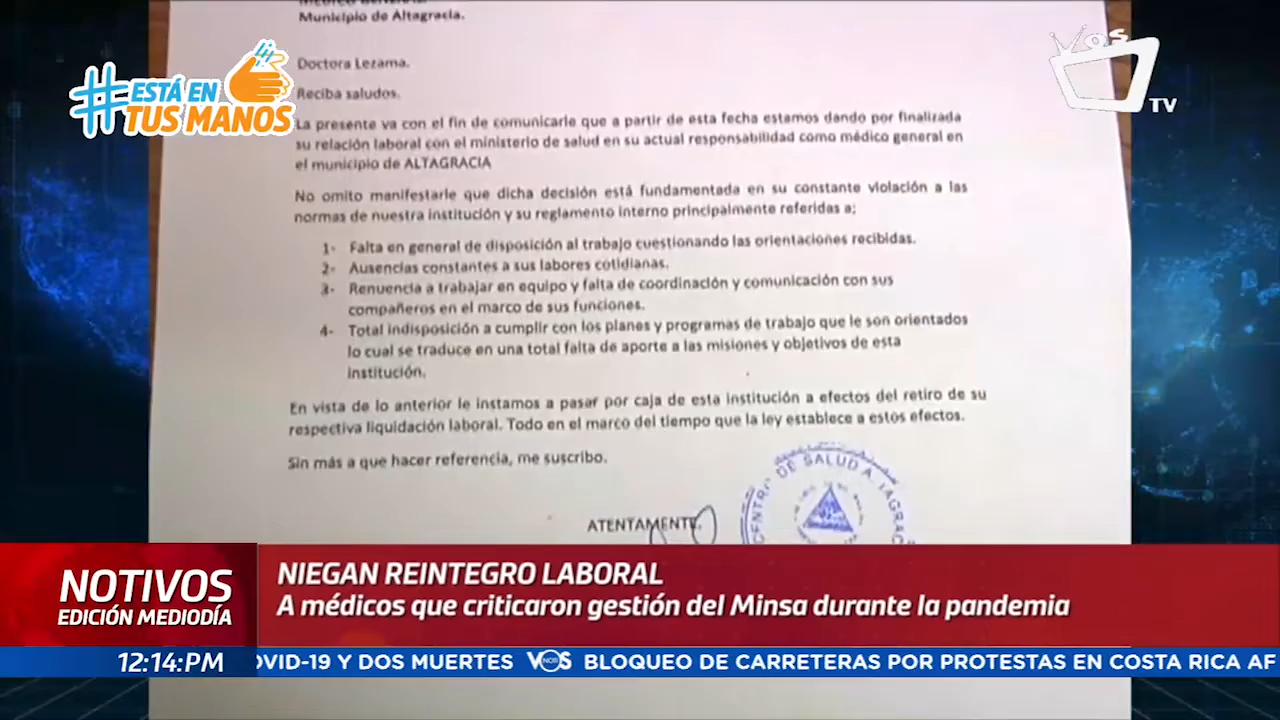 Municipio de Altagracia.
Doctora Lezama.
Reciba saludos.
La presente va con el fin de comunicarle que a partir de esta fecha estamos dando por finalizada
su relación laboral con el ministerio de salud en su actual responsabilidad como médico general en
el municipio de ALTAGRACIA
No omito manifestarle que dicha decisión está fundamentada en su constante violación a las
normas de nuestra institución y su reglamento interno principalmente referidas a;
1- Falta en general de disposición al trabajo cuestionando las orientaciones recibidas.
2- Ausencias constantes a sus labores cotidianas.
3- Renuencia a trabajar en equipo y falta de coordinación y comunicación con sus
compañeros en el marco de sus funciones.
4- Total indisposición a cumplir con los planes y programas de trabajo que le son orientados
lo cual se traduce en una total falta de aporte a las misiones y objetivos de esta
institución.
En vista de lo anterior le instamos a pasar por caja de esta institución a efectos del retiro de su
respectiva liquidación laboral. Todo en el marco del tiempo que la ley establece a estos efectos.
Sin más a que hacer referencia, me suscribo.
ATENTAMENTE.
DE SALUD
#ESTÁ EN
TUS MANOS
VOS
TV
NOTIVOS
EDICIÓN MEDIODÍA
NIEGAN REINTEGRO LABORAL
A médicos que criticaron gestión del Minsa durante la pandemia
12:14:PM
OVID-19 Y DOS MUERTES VOS BLOQUEO DE CARRETERAS POR PROTESTAS EN COSTA RICA AF